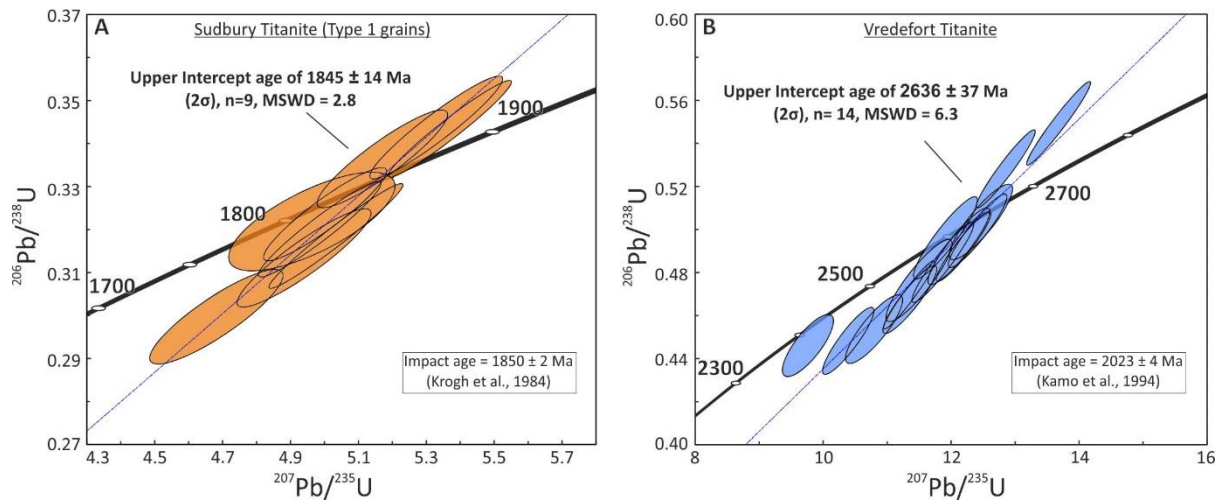 A
Sudbury Titanite (Type 1 grains)
Upper Intercept age of 1845 ± 14 Ma
(2σ), n=9, MSWD = 2.8
1900
1800
1700
Impact age = 1850 ± 2 Ma
(Krogh et al., 1984)
0.37
0.35
0.33
0.31
0.29
0.27
206Pb/238U
4.3 4.5 4.7 4.9 5.1 5.3 5.5 5.7
207Pb/235U
B
Vredefort Titanite
Upper Intercept age of 2636 ± 37 Ma
(2σ), n= 14, MSWD = 6.3
2700
2500
2300
Impact age = 2023 ± 4 Ma
(Kamo et al., 1994)
0.60
0.56
0.52
0.48
0.44
0.40
206Pb/238U
8 10 12 14 16
207Pb/235U